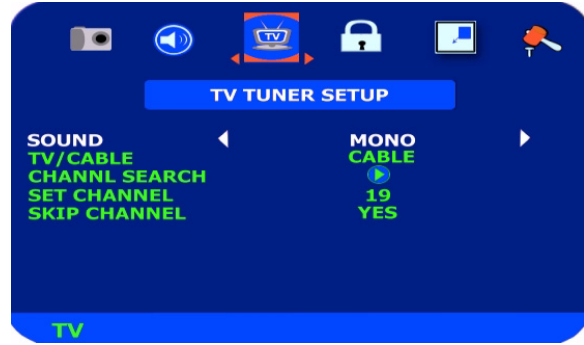 TV
TV TUNER SETUP
SOUND MONO
TV/CABLE CABLE
CHANNL SEARCH
SET CHANNEL 19
SKIP CHANNEL YES
TV